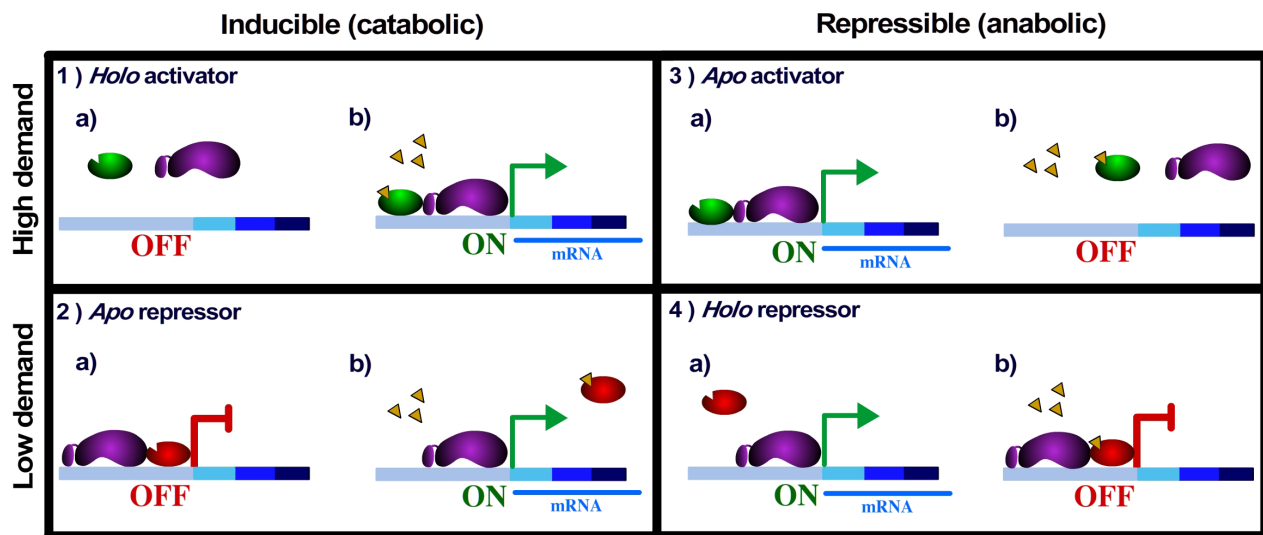 Inducible (catabolic)
Repressible (anabolic)
High demand
1 ) Holo activator
a)
b)
OFF
ON
mRNA
3 ) Apo activator
a)
b)
ON
mRNA
OFF
Low demand
2 ) Apo repressor
a)
b)
OFF
ON
mRNA
4 ) Holo repressor
a)
b)
ON
mRNA
OFF